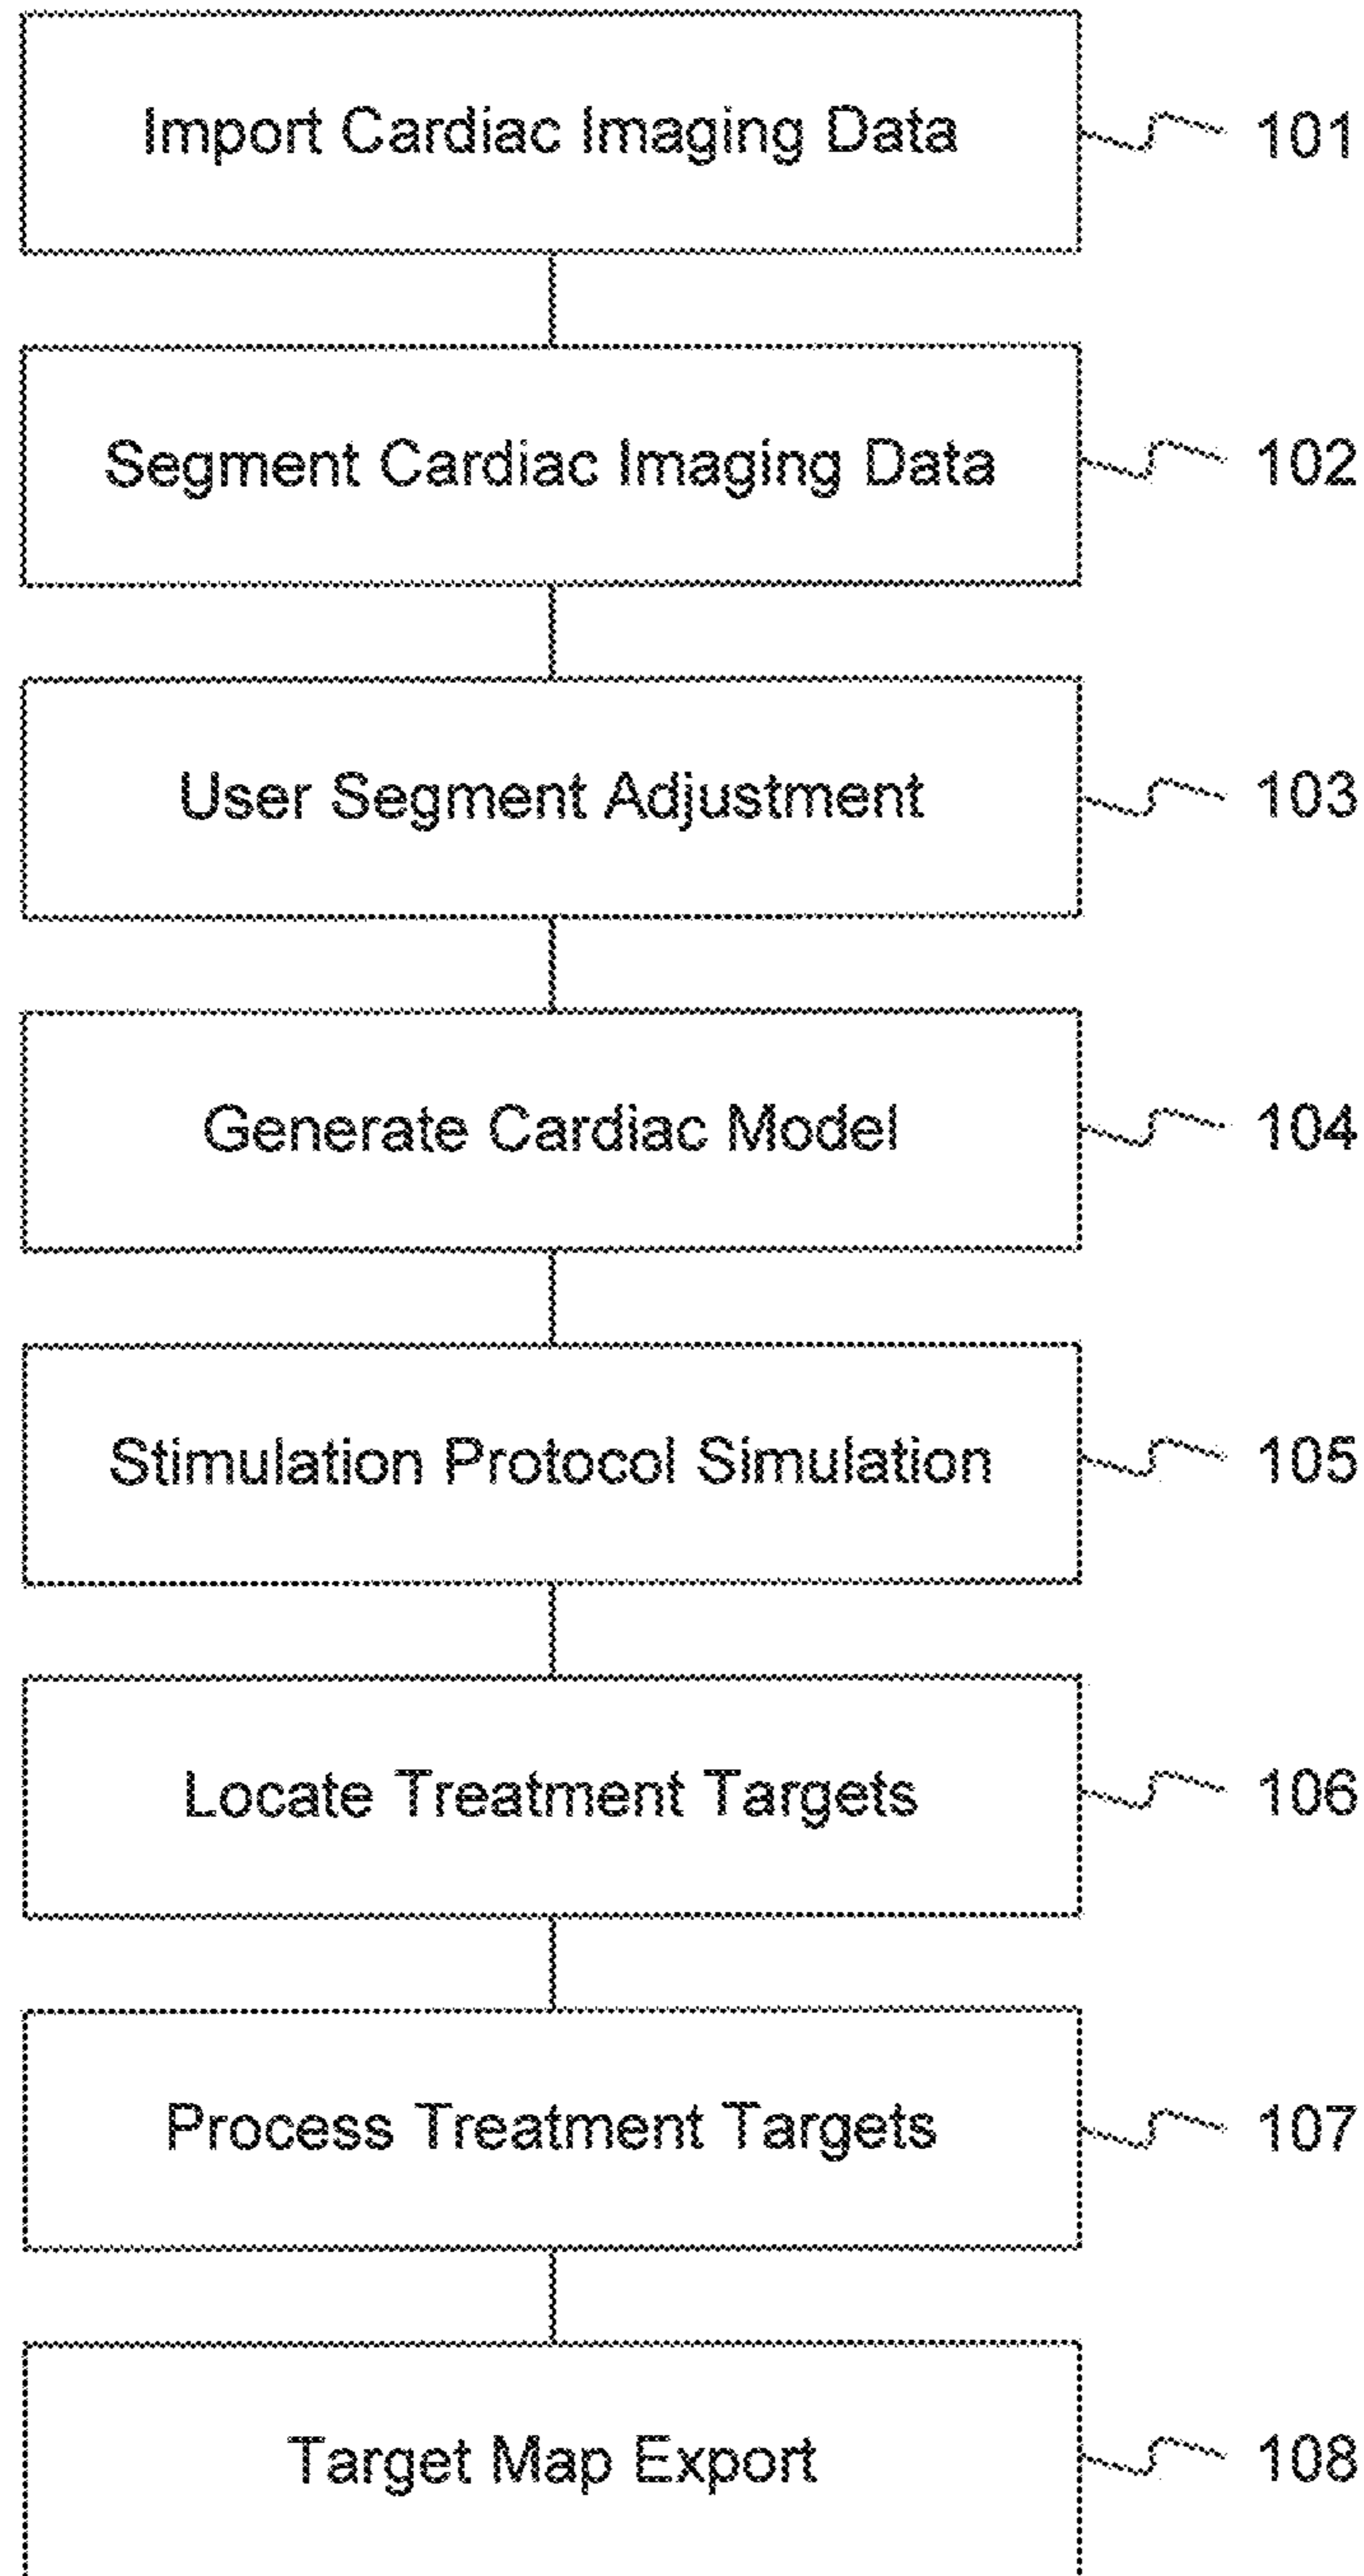 Import Cardiac Imaging Data 101
Segment Cardiac Imaging Data 102
User Segment Adjustment 103
Generate Cardiac Model 104
Stimulation Protocol Simulation 105
Locate Treatment Targets 106
Process Treatment Targets 107
Target Map Export 108